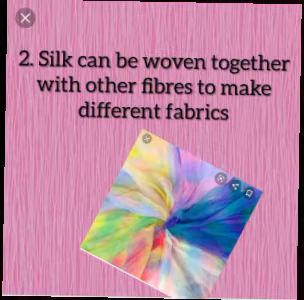 2. Silk can be woven together
with other fibres to make
different fabrics